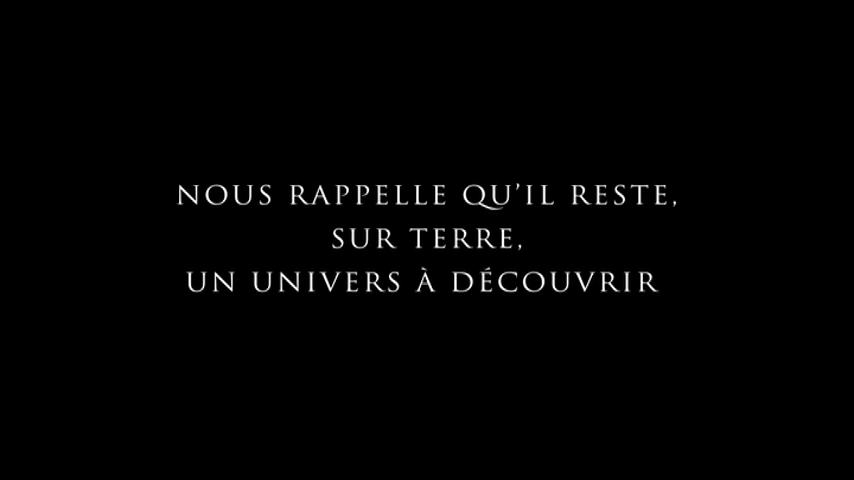 NOUS RAPPELLE QU’IL RESTE,
SUR TERRE,
UN UNIVERS À DÉCOUVRIR